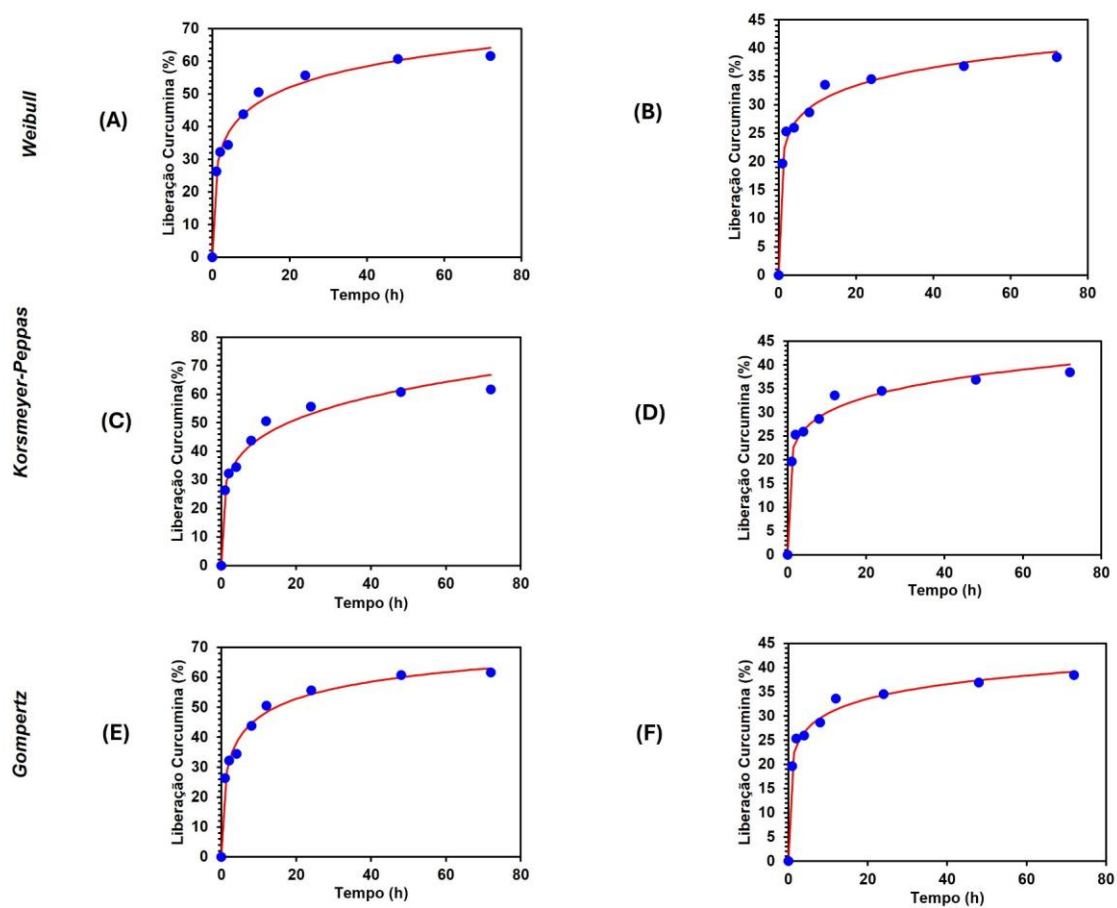 Weibull
(A)
Liberação Curcumina (%)
70
60
50
40
30
20
10
0
0 20 40 60 80
Tempo (h)
(B)
Liberação Curcumina (%)
45
40
35
30
25
20
15
10
5
0
0 20 40 60 80
Tempo (h)
Korsmeyer-Peppas
(C)
Liberação Curcumina(%)
80
70
60
50
40
30
20
10
0
0 20 40 60 80
Tempo (h)
(D)
Liberação Curcumina (%)
45
40
35
30
25
20
15
10
5
0
0 20 40 60 80
Tempo (h)
Gompertz
(E)
Liberação Curcumina (%)
70
60
50
40
30
20
10
0
0 20 40 60 80
Tempo (h)
(F)
Liberação Curcumina (%)
45
40
35
30
25
20
15
10
5
0
0 20 40 60 80
Tempo (h)